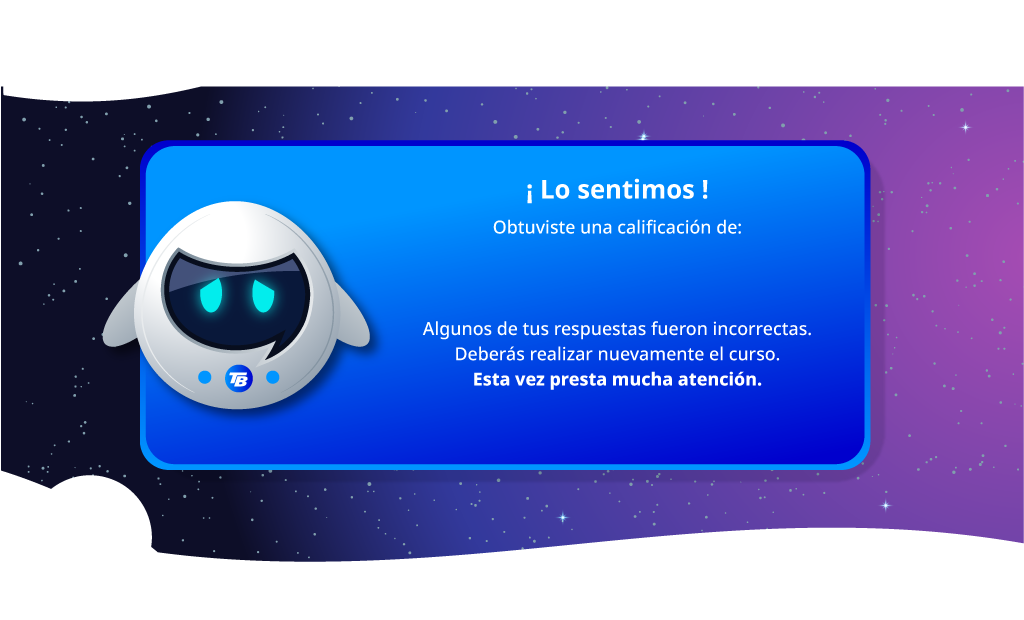 ¡ Lo sentimos !
Obtuviste una calificación de:
Algunos de tus respuestas fueron incorrectas.
Deberás realizar nuevamente el curso.
Esta vez presta mucha atención.
TB